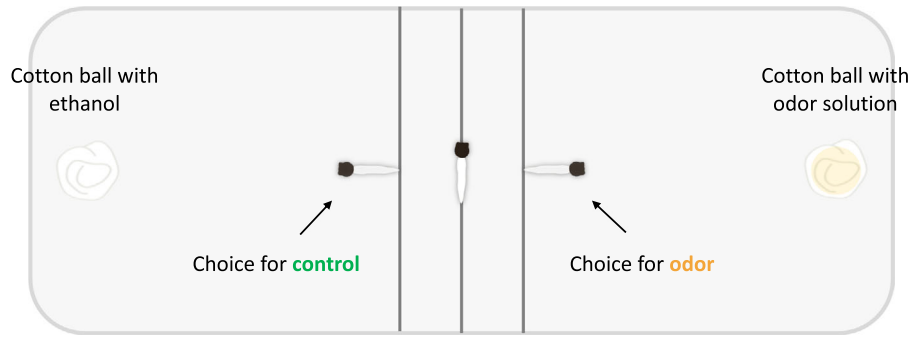 Cotton ball with
ethanol
Cotton ball with
odor solution
Choice for control
Choice for odor